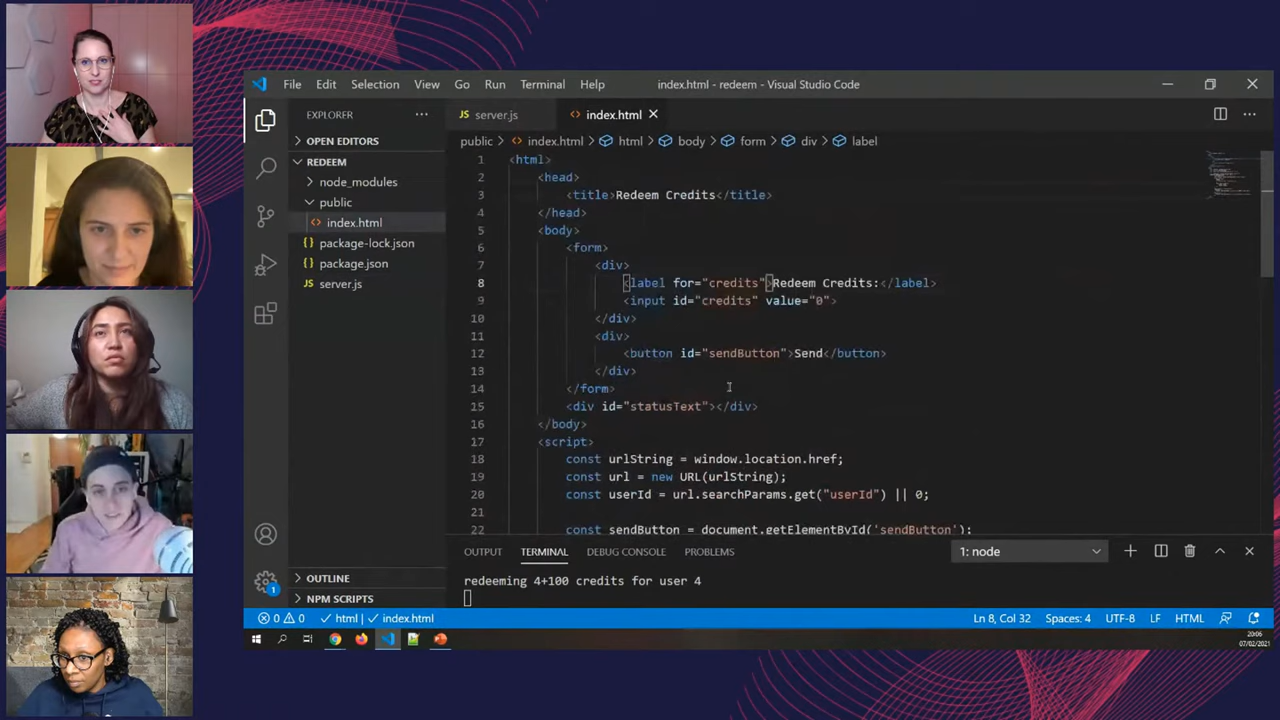 File Edit Selection View Go Run Terminal Help index.html - redeem - Visual Studio Code
EXPLORER
OPEN EDITORS
REDEEM
node_modules
public
index.html
package-lock.json
package.json
server.js
OUTLINE
NPM SCRIPTS
server.js index.html
public > index.html > html > body > form > div > label
1 <html>
2 <head>
3 <title>Redeem Credits</title>
4 </head>
5 <body>
6 <form>
7 <div>
8 <label for="credits">Redeem Credits:</label>
9 <input id="credits" value="0">
10 </div>
11 <div>
12 <button id="sendButton">Send</button>
13 </div>
14 </form>
15 <div id="statusText"></div>
16 </body>
17 <script>
18 const urlString = window.location.href;
19 const url = new URL(urlString);
20 const userId = url.searchParams.get("userId") || 0;
21
22 const sendButton = document.getElementById('sendButton');
OUTPUT TERMINAL DEBUG CONSOLE PROBLEMS 1: node
redeeming 4+100 credits for user 4
0 0 html index.html Ln 8, Col 32 Spaces: 4 UTF-8 LF HTML
1
20:06
07/02/2021